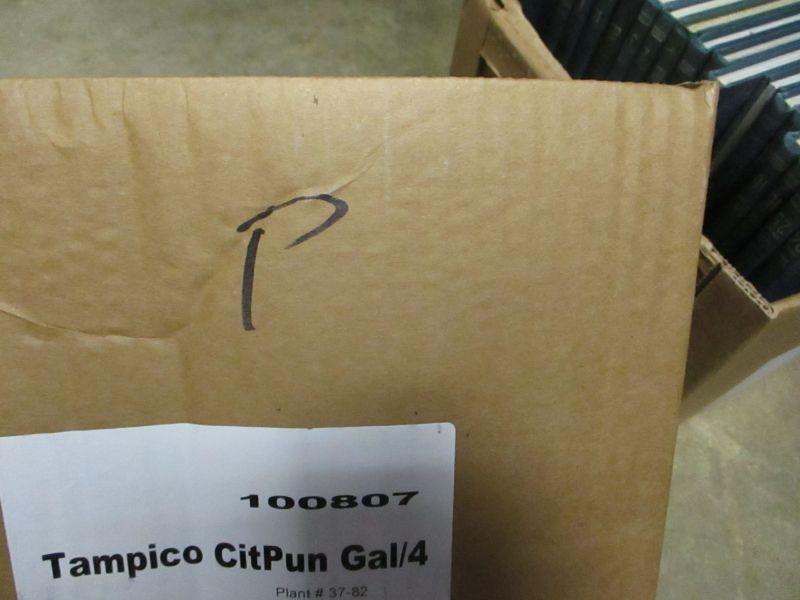 P
100807
Tampico CitPun Gal/4
Plant # 37-82